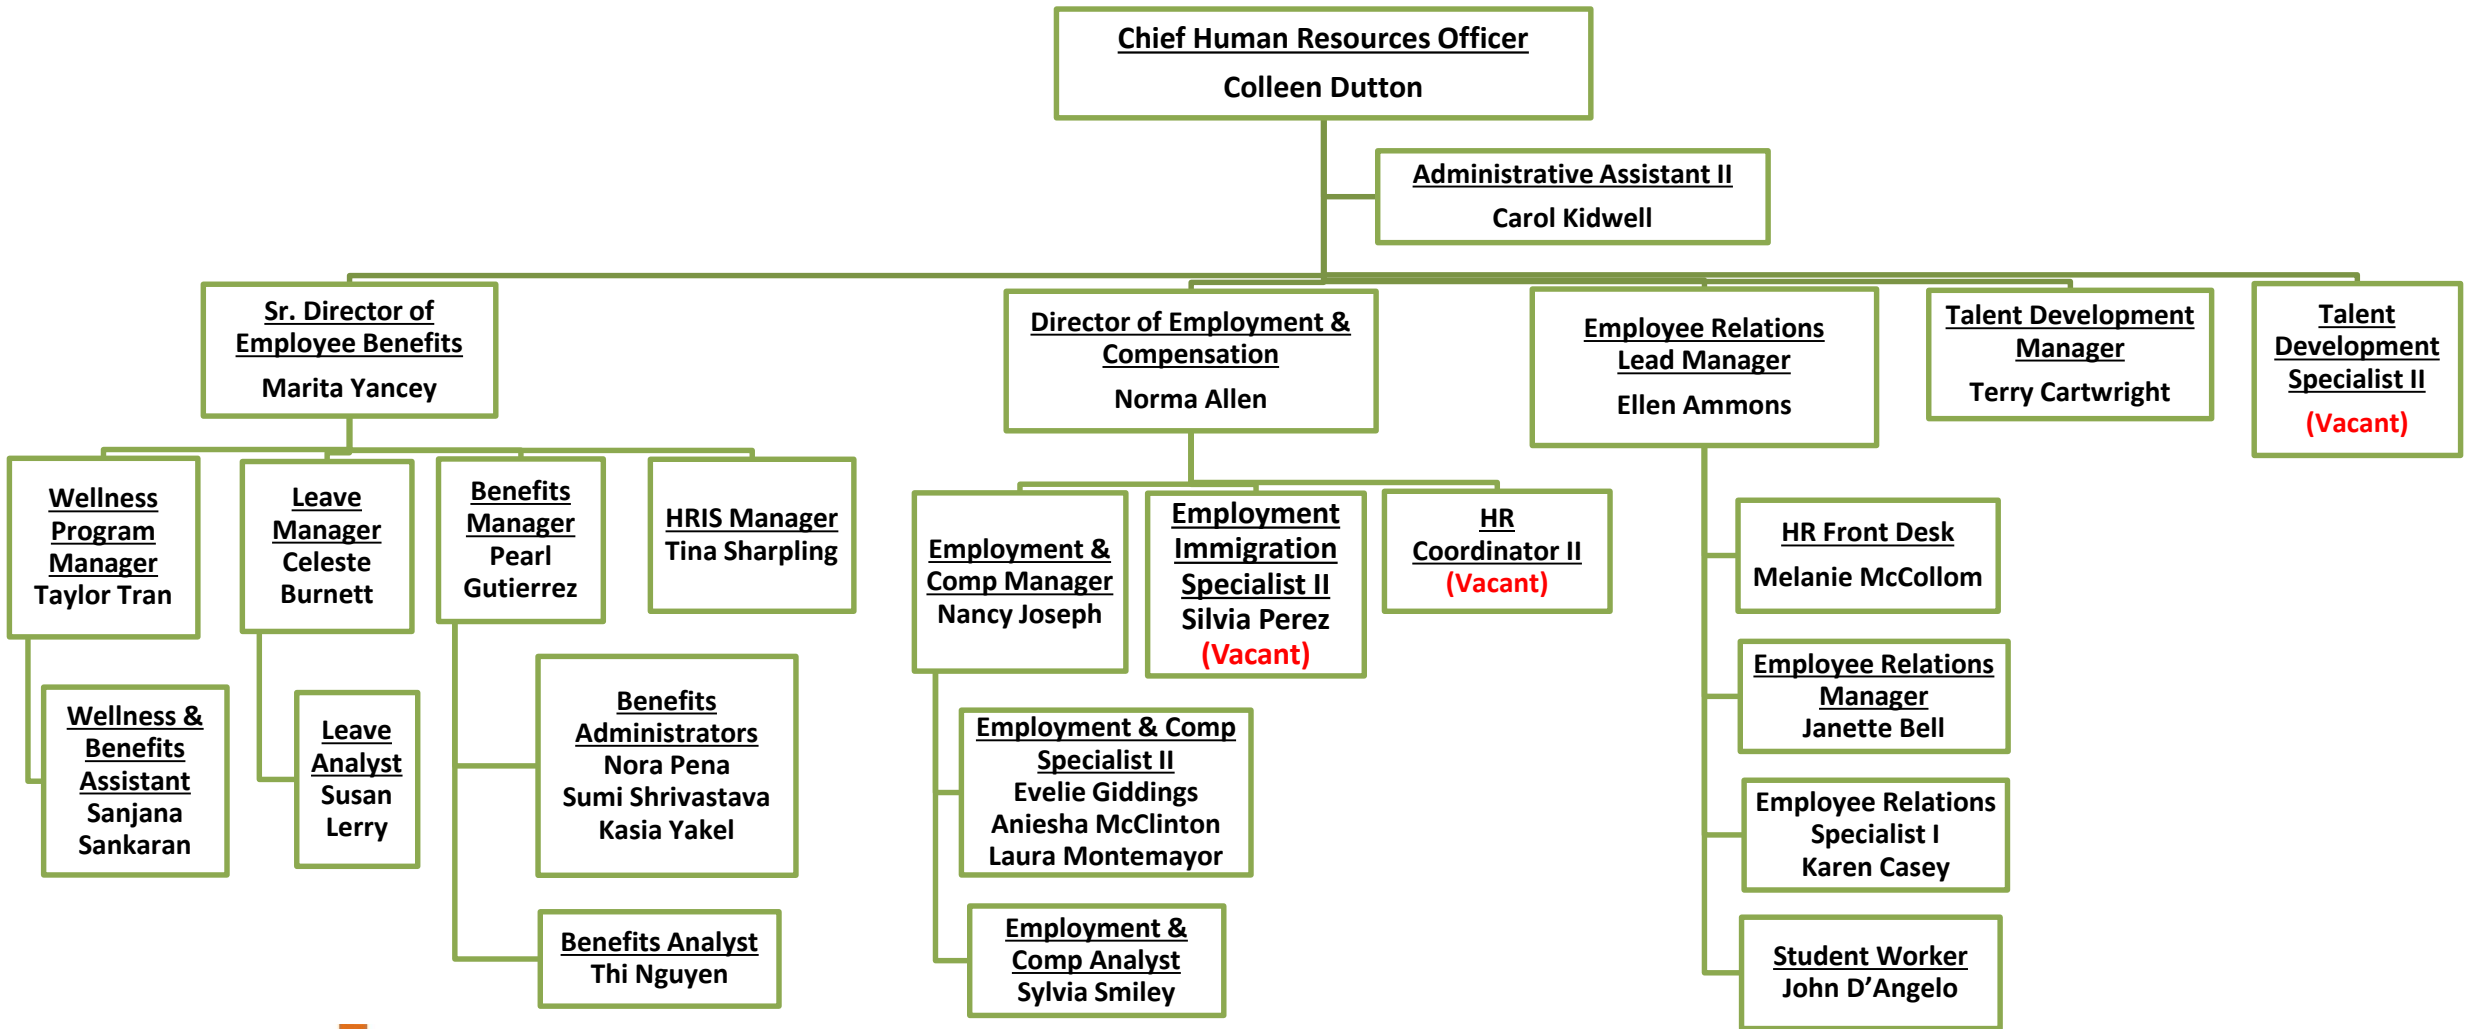 Chief Human Resources Officer
Colleen Dutton
Administrative Assistant II
Carol Kidwell
Sr. Director of
Employee Benefits
Marita Yancey
Director of Employment &
Compensation
Norma Allen
Employee Relations
Lead Manager
Ellen Ammons
Talent Development
Manager
Terry Cartwright
Talent
Development
Specialist II
(Vacant)
Wellness
Program
Manager
Taylor Tran
Leave
Manager
Celeste
Burnett
Benefits
Manager
Pearl
Gutierrez
HRIS Manager
Tina Sharpling
Employment &
Comp Manager
Nancy Joseph
Employment
Immigration
Specialist II
Silvia Perez
(Vacant)
HR
Coordinator II
(Vacant)
HR Front Desk
Melanie McCollom
Employee Relations
Manager
Janette Bell
Employee Relations
Specialist I
Karen Casey
Student Worker
John D’Angelo
Wellness &
Benefits
Assistant
Sanjana
Sankaran
Leave
Analyst
Susan
Lerry
Benefits
Administrators
Nora Pena
Sumi Shrivastava
Kasia Yakel
Benefits Analyst
Thi Nguyen
Employment & Comp
Specialist II
Evelie Giddings
Aniesha McClinton
Laura Montemayor
Employment &
Comp Analyst
Sylvia Smiley